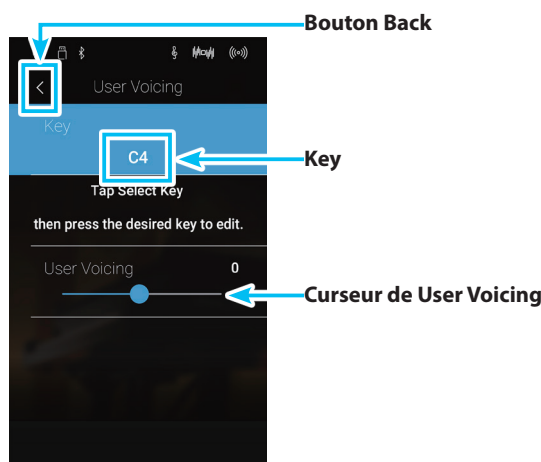 Bouton Back
User Voicing
Key
C4
Key
Tap Select Key
then press the desired key to edit.
User Voicing 0
Curseur de User Voicing